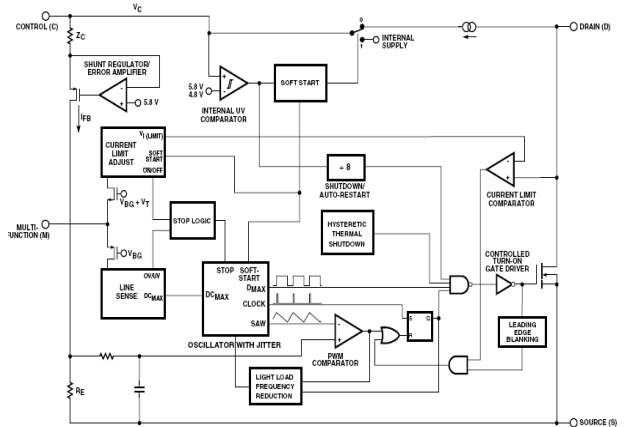 V_C
CONTROL (C)
Z_C
SHUNT REGULATOR/
ERROR AMPLIFIER
5.8 V
I_FB
5.8 V
4.8 V
INTERNAL UV
COMPARATOR
SOFT START
0
1
INTERNAL
SUPPLY
DRAIN (D)
V_I (LIMIT)
CURRENT
LIMIT
ADJUST
SOFT
START
ON/OFF
V_BG + V_T
÷ 8
SHUTDOWN/
AUTO-RESTART
CURRENT LIMIT
COMPARATOR
STOP LOGIC
HYSTERETIC
THERMAL
SHUTDOWN
MULTI-
FUNCTION (M)
V_BG
CONTROLLED
TURN-ON
GATE DRIVER
STOP
SOFT-
START
OV/UV
LINE
SENSE
DC_MAX
DC_MAX
D_MAX
CLOCK
SAW
OSCILLATOR WITH JITTER
S
Q
R
PWM
COMPARATOR
LEADING
EDGE
BLANKING
LIGHT LOAD
FREQUENCY
REDUCTION
R_E
SOURCE (S)